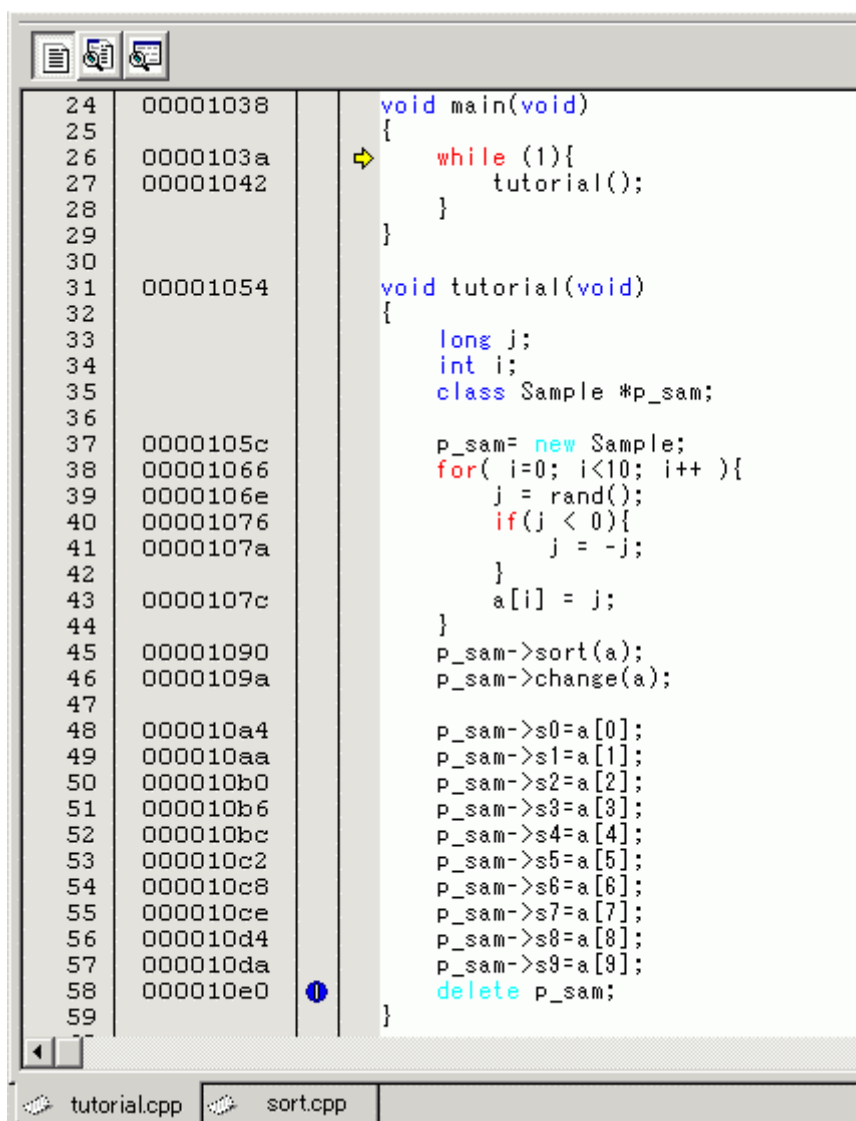 24 00001038 void main(void)
25 {
26 0000103a while (1){
27 00001042 tutorial();
28 }
29 }
30
31 00001054 void tutorial(void)
32 {
33 long j;
34 int i;
35 class Sample *p_sam;
36
37 0000105c p_sam= new Sample;
38 00001066 for( i=0; i<10; i++ ){
39 0000106e j = rand();
40 00001076 if(j < 0){
41 0000107a j = -j;
42 }
43 0000107c a[i] = j;
44 }
45 00001090 p_sam->sort(a);
46 0000109a p_sam->change(a);
47
48 000010a4 p_sam->s0=a[0];
49 000010aa p_sam->s1=a[1];
50 000010b0 p_sam->s2=a[2];
51 000010b6 p_sam->s3=a[3];
52 000010bc p_sam->s4=a[4];
53 000010c2 p_sam->s5=a[5];
54 000010c8 p_sam->s6=a[6];
55 000010ce p_sam->s7=a[7];
56 000010d4 p_sam->s8=a[8];
57 000010da p_sam->s9=a[9];
58 000010e0 delete p_sam;
59 }
tutorial.cpp sort.cpp